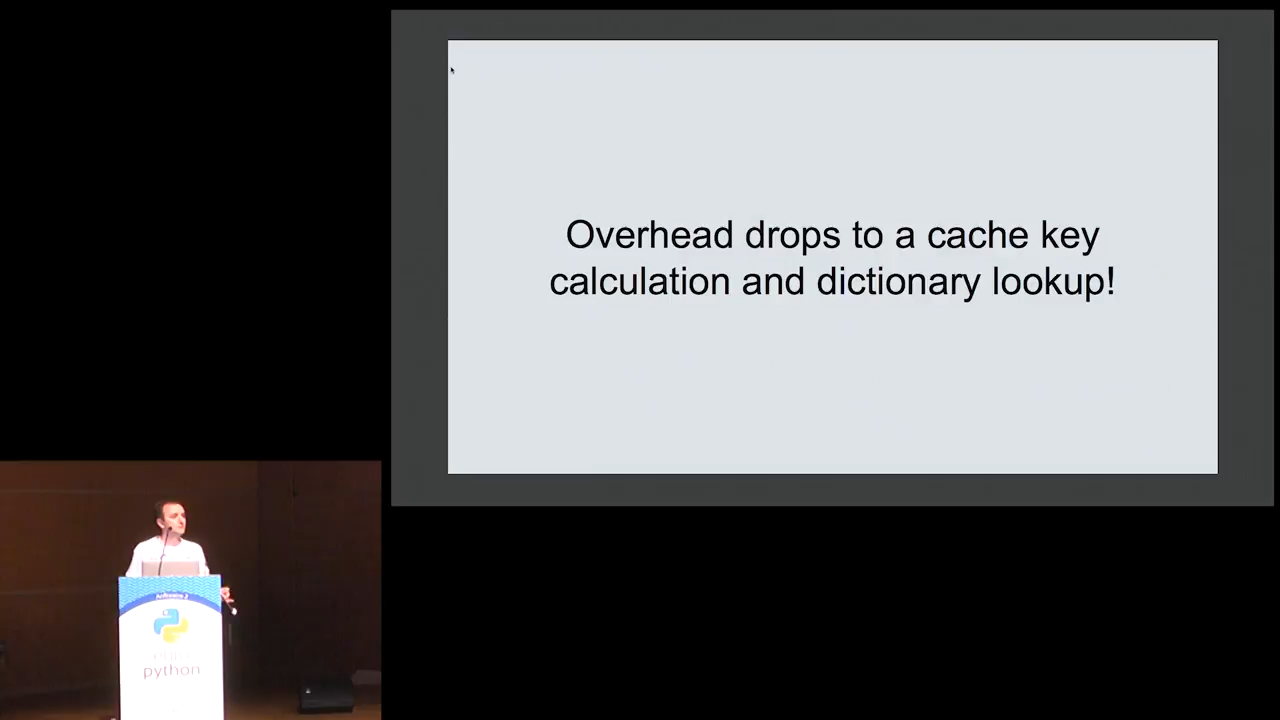 Overhead drops to a cache key
calculation and dictionary lookup!
python